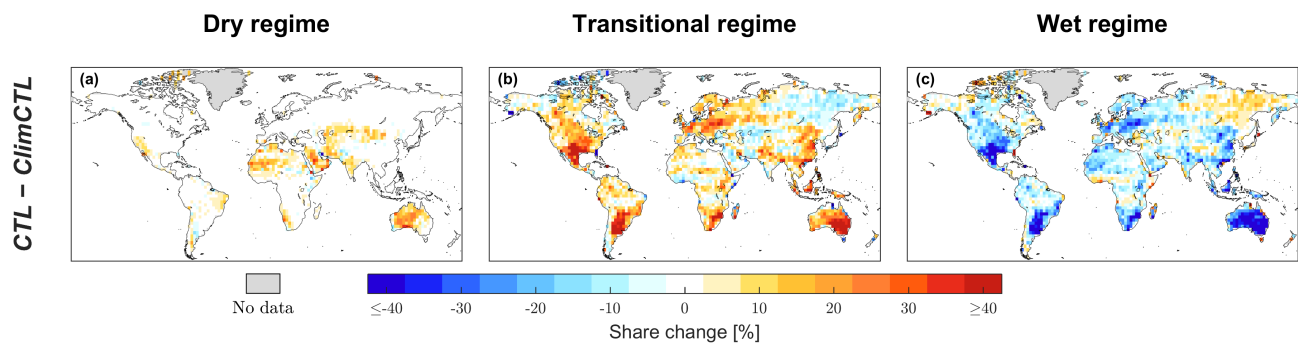 Dry regime
Transitional regime
Wet regime
CTL – ClimCTL
(a)
(b)
(c)
No data
≤-40 -30 -20 -10 0 10 20 30 ≥40
Share change [%]